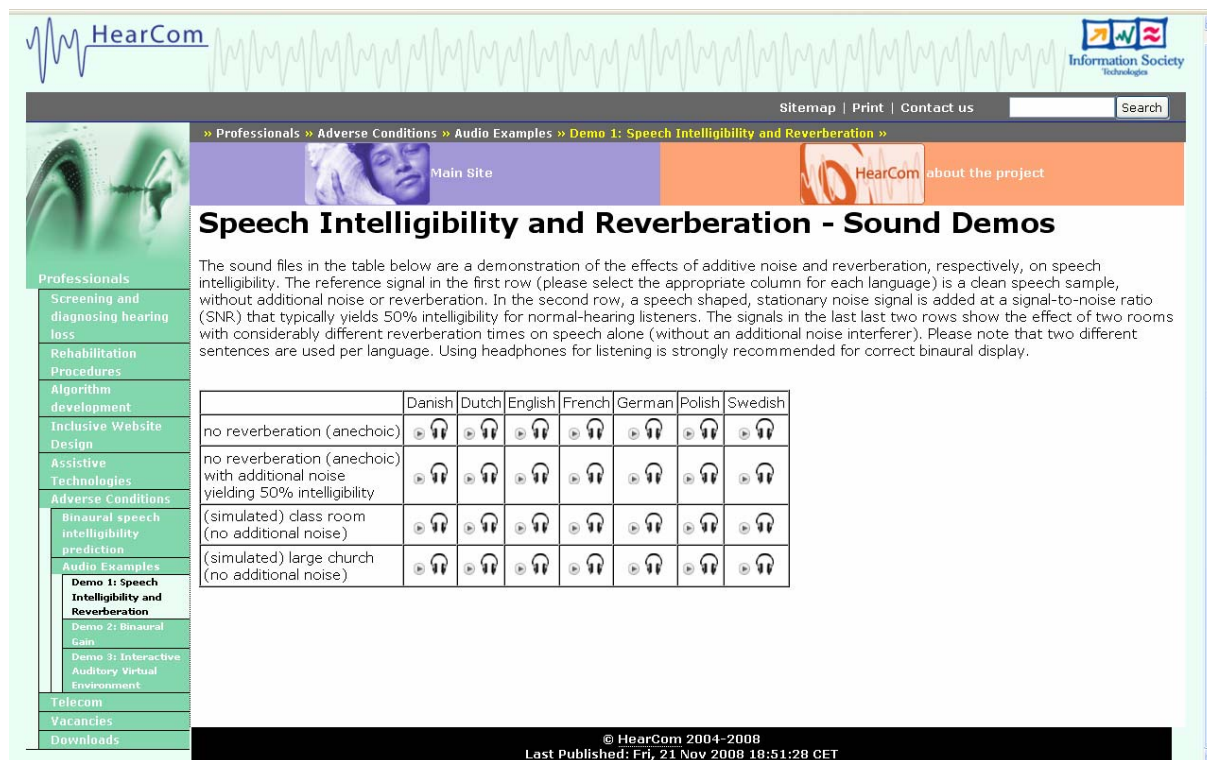 HearCom
Information Society
Technologies
Sitemap | Print | Contact us
Search
» Professionals » Adverse Conditions » Audio Examples » Demo 1: Speech Intelligibility and Reverberation »
Main Site
HearCom about the project
Speech Intelligibility and Reverberation - Sound Demos
The sound files in the table below are a demonstration of the effects of additive noise and reverberation, respectively, on speech
intelligibility. The reference signal in the first row (please select the appropriate column for each language) is a clean speech sample,
without additional noise or reverberation. In the second row, a speech shaped, stationary noise signal is added at a signal-to-noise ratio
(SNR) that typically yields 50% intelligibility for normal-hearing listeners. The signals in the last last two rows show the effect of two rooms
with considerably different reverberation times on speech alone (without an additional noise interferer). Please note that two different
sentences are used per language. Using headphones for listening is strongly recommended for correct binaural display.
Danish Dutch English French German Polish Swedish
no reverberation (anechoic)
no reverberation (anechoic)
with additional noise
yielding 50% intelligibility
(simulated) class room
(no additional noise)
(simulated) large church
(no additional noise)
Professionals
Screening and
diagnosing hearing
loss
Rehabilitation
Procedures
Algorithm
development
Inclusive Website
Design
Assistive
Technologies
Adverse Conditions
Binaural speech
intelligibility
prediction
Audio Examples
Demo 1: Speech
Intelligibility and
Reverberation
Demo 2: Binaural
Gain
Demo 3: Interactive
Auditory Virtual
Environment
Telecom
Vacancies
Downloads
© HearCom 2004-2008
Last Published: Fri, 21 Nov 2008 18:51:28 CET